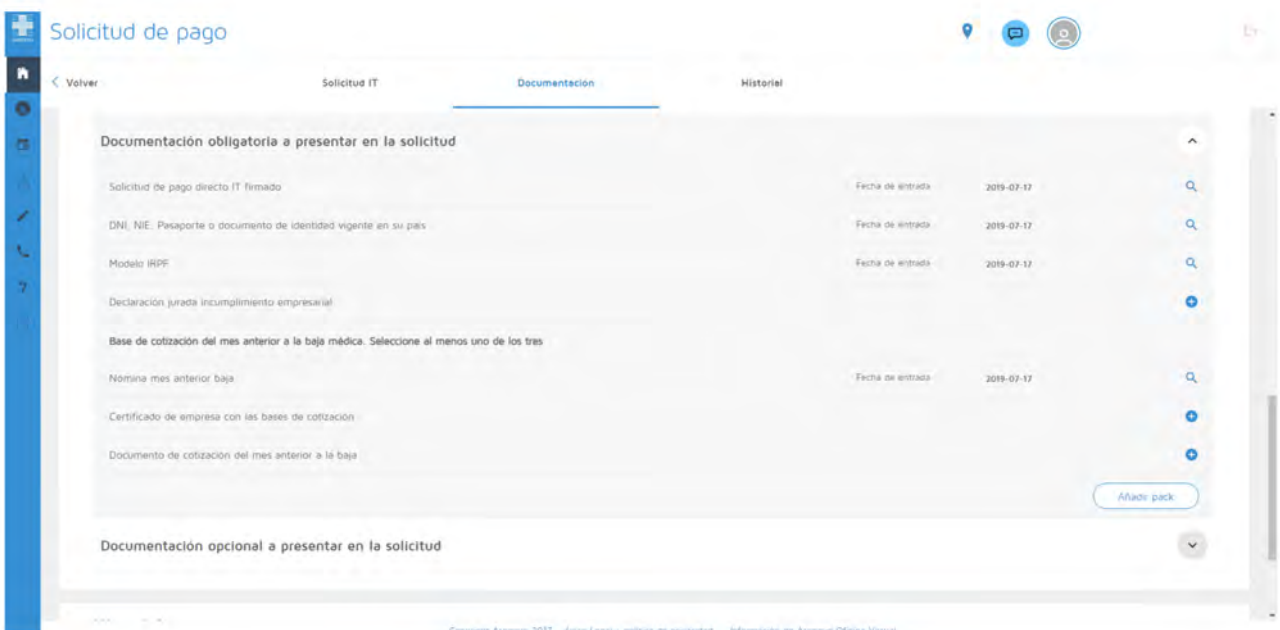 Solicitud de pago
Volver
Solicitud IT
Documentación
Historial
Documentación obligatoria a presentar en la solicitud
Solicitud de pago directo IT firmado Fecha de entrada 2019-07-17
DNI, NIE, Pasaporte o documento de identidad vigente en su país Fecha de entrada 2019-07-17
Modelo IRPF Fecha de entrada 2019-07-17
Declaración jurada incumplimiento empresarial
Base de cotización del mes anterior a la baja médica. Seleccione al menos uno de los tres
Nómina mes anterior baja Fecha de entrada 2019-07-17
Certificado de empresa con las bases de cotización
Documento de cotización del mes anterior a la baja
Añadir pack
Documentación opcional a presentar en la solicitud